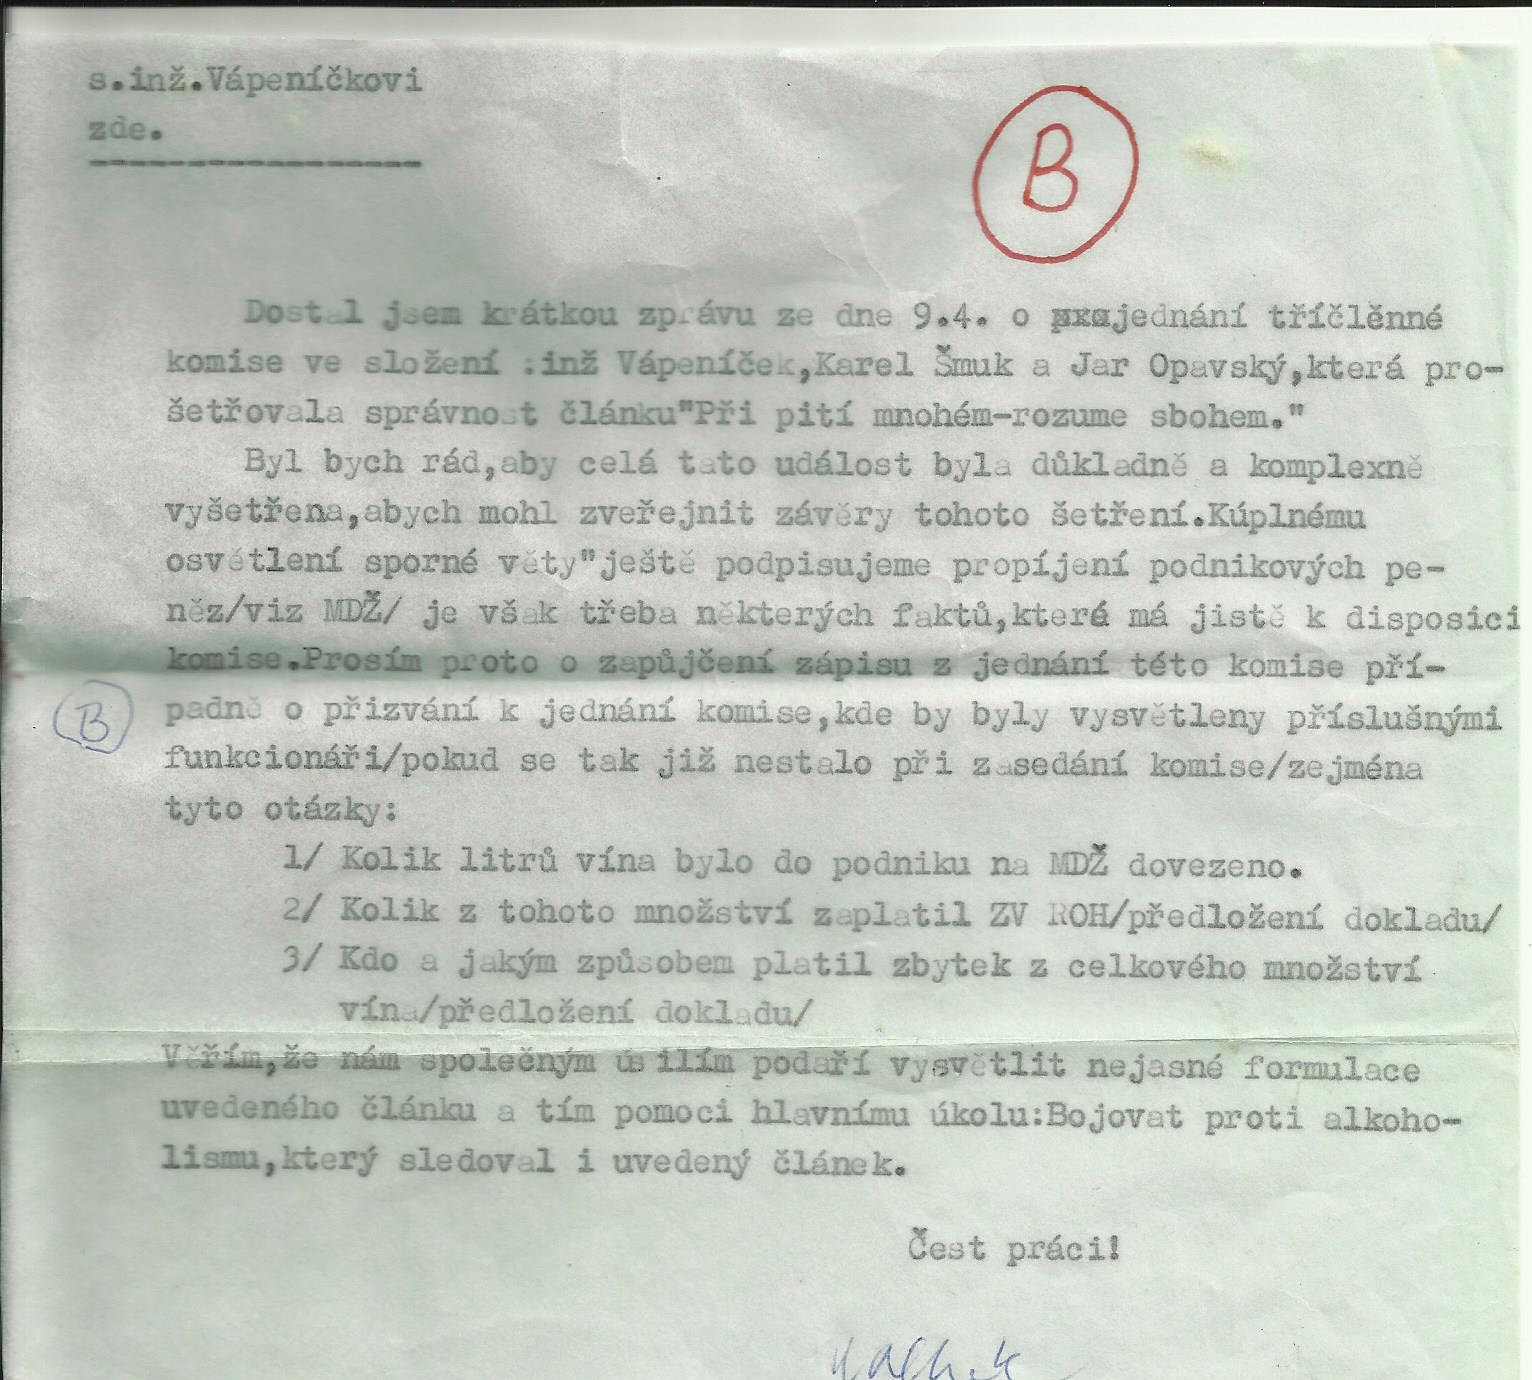 s.inž.Vápeníčkovi
zde.
B
Dostal jsem krátkou zprávu ze dne 9.4. o jednání tříčlěnné
komise ve složení :inž Vápeníček,Karel Šmuk a Jar Opavský,která pro-
šetřovala správnost článku"Při pití mnohém-rozume sbohem."
Byl bych rád,aby celá tato událost byla důkladně a komplexně
vyšetřena,abych mohl zveřejnit závěry tohoto šetření.Kúplnému
osvětlení sporné věty"ještě podpisujeme propíjení podnikových pe-
něz/viz MDŽ/ je však třeba některých faktů,která má jistě k disposici
komise.Prosím proto o zapůjčení zápisu z jednání této komise pří-
B
padně o přizvání k jednání komise,kde by byly vysvětleny příslušnými
funkcionáři/pokud se tak již nestalo při zasedání komise/zejména
tyto otázky:
1/ Kolik litrů vína bylo do podniku na MDŽ dovezeno.
2/ Kolik z tohoto množství zaplatil ZV ROH/předložení dokladu/
3/ Kdo a jakým způsobem platil zbytek z celkového množství
vína/předložení dokladu/
Věřím,že nám společným úsilím podaří vysvětlit nejasné formulace
uvedeného článku a tím pomoci hlavnímu úkolu:Bojovat proti alkoho-
lismu,který sledoval i uvedený článek.
Čest práci!